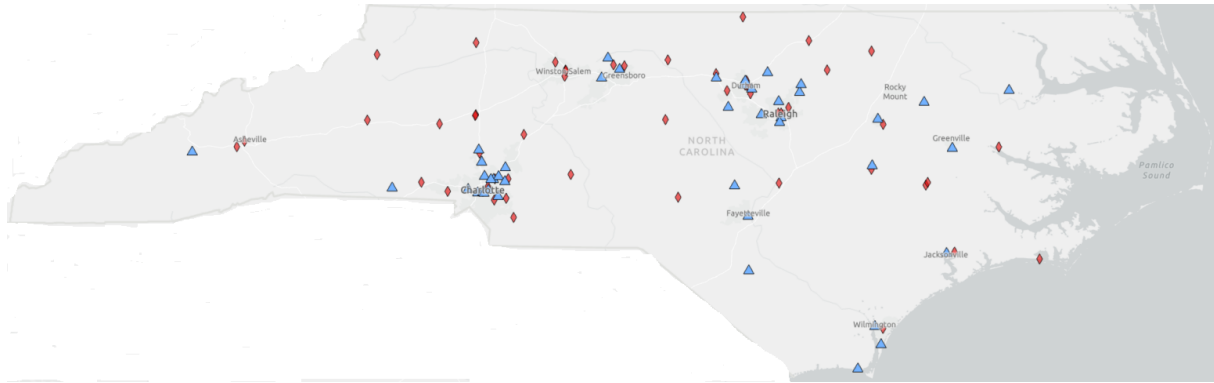 Winston-Salem
Greensboro
Durham
Rocky
Mount
Raleigh
NORTH
CAROLINA
Asheville
Greenville
Pamlico
Sound
Charlotte
Fayetteville
Jacksonville
Wilmington